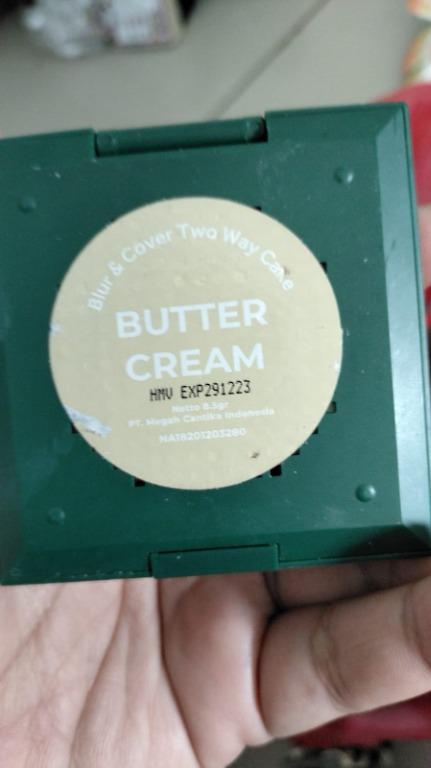 Blur & Cover Two Way Cake
BUTTER
CREAM
HMV EXP291223
Netto 8.5gr
PT. Megah Cantika Indonesia
NA18201203280